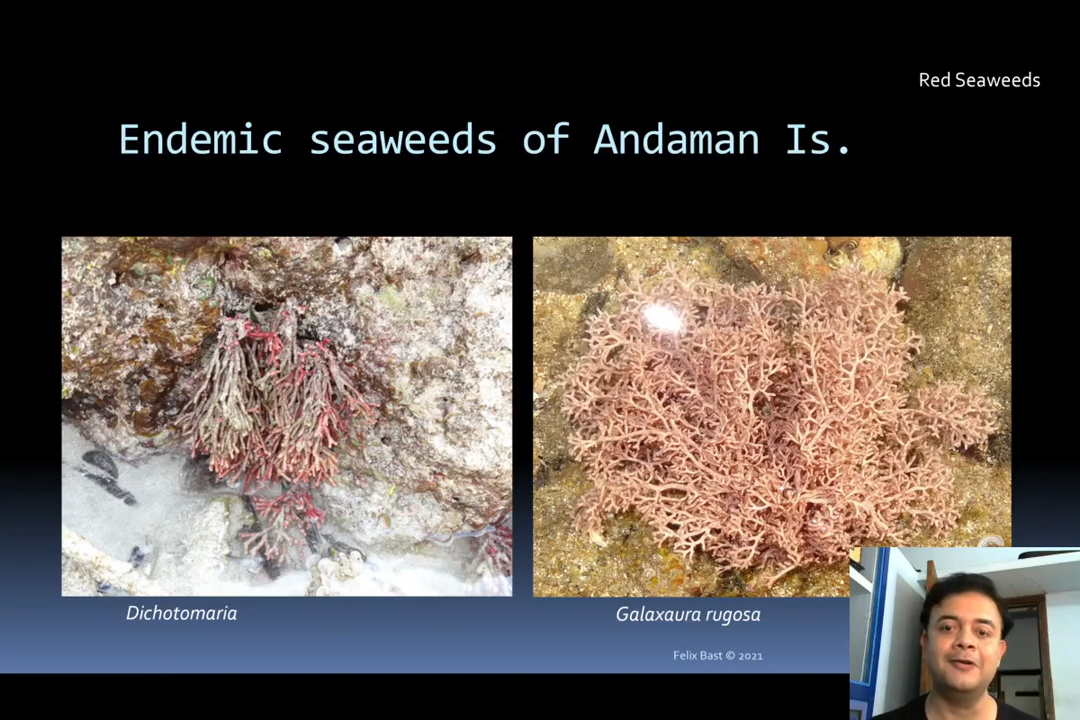 Red Seaweeds
Endemic seaweeds of Andaman Is.
Dichotomaria
Galaxaura rugosa
Felix Bast © 2021